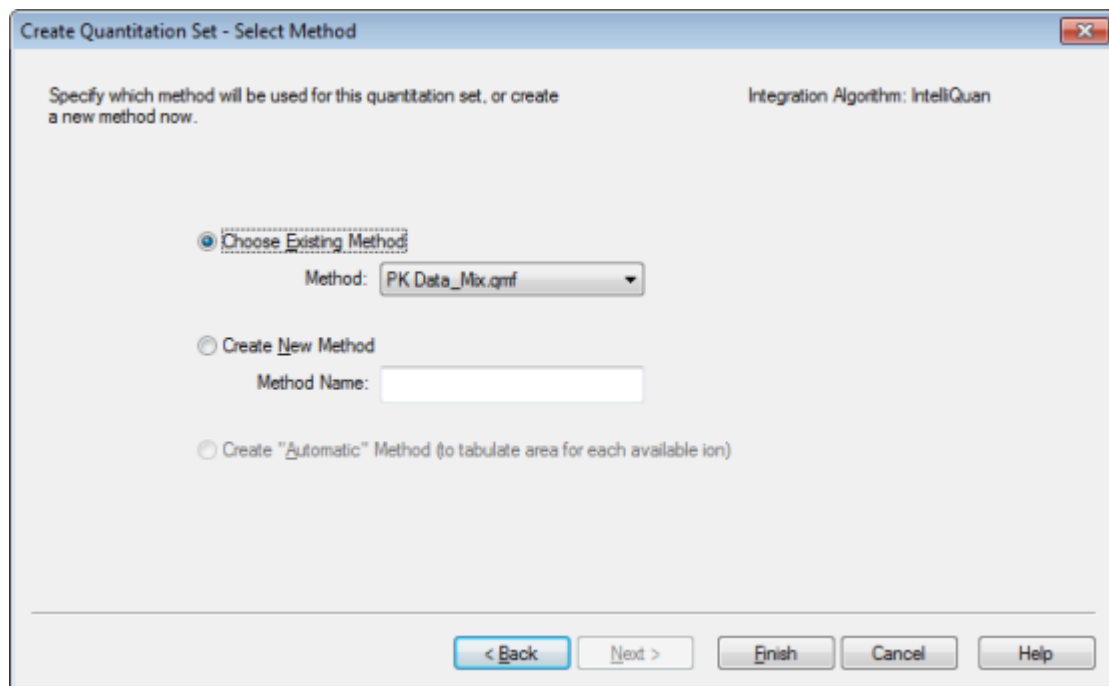 Create Quantitation Set - Select Method
Specify which method will be used for this quantitation set, or create
a new method now.
Integration Algorithm: IntelliQuan
Choose Existing Method
Method: PK Data_Mix.qmf
Create New Method
Method Name:
Create "Automatic" Method (to tabulate area for each available ion)
< Back Next > Finish Cancel Help